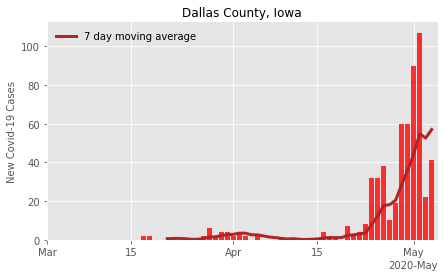 Dallas County, Iowa
7 day moving average
New Covid-19 Cases
100
80
60
40
20
0
Mar 15 Apr 15 May
2020-May